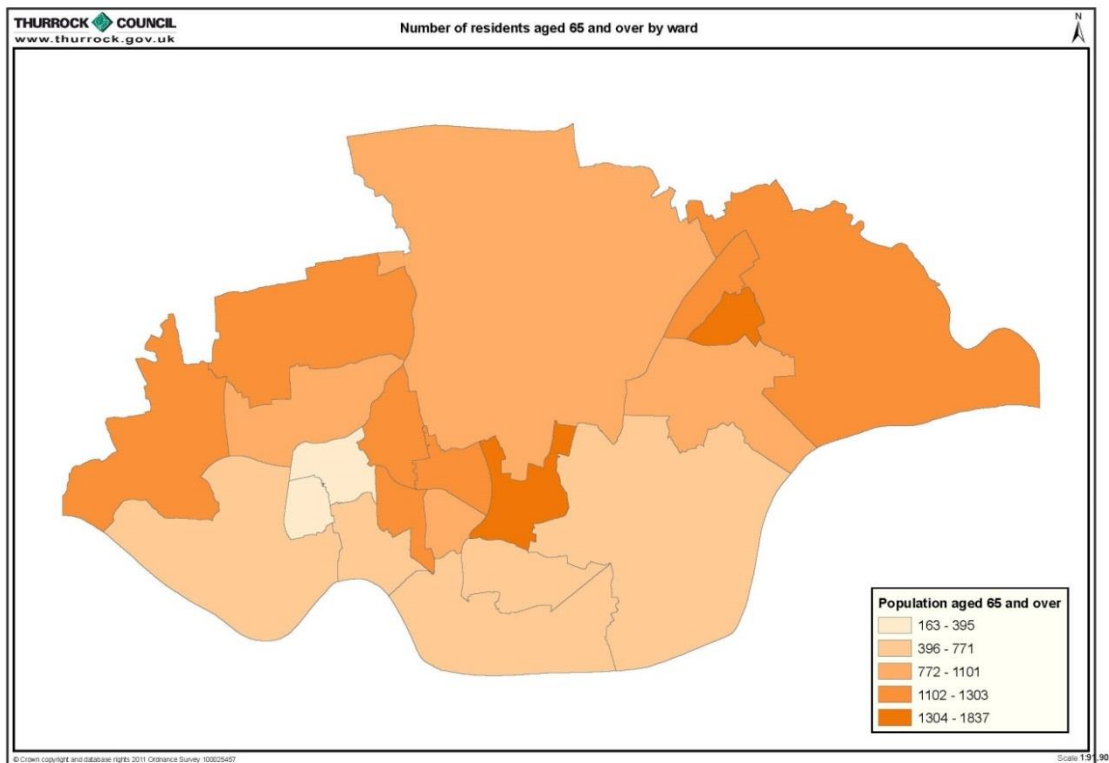 THURROCK COUNCIL
www.thurrock.gov.uk
Number of residents aged 65 and over by ward
N
Population aged 65 and over
163 - 395
396 - 771
772 - 1101
1102 - 1303
1304 - 1837
© Crown copyright and database rights 2011 Ordnance Survey 100025457
Scale